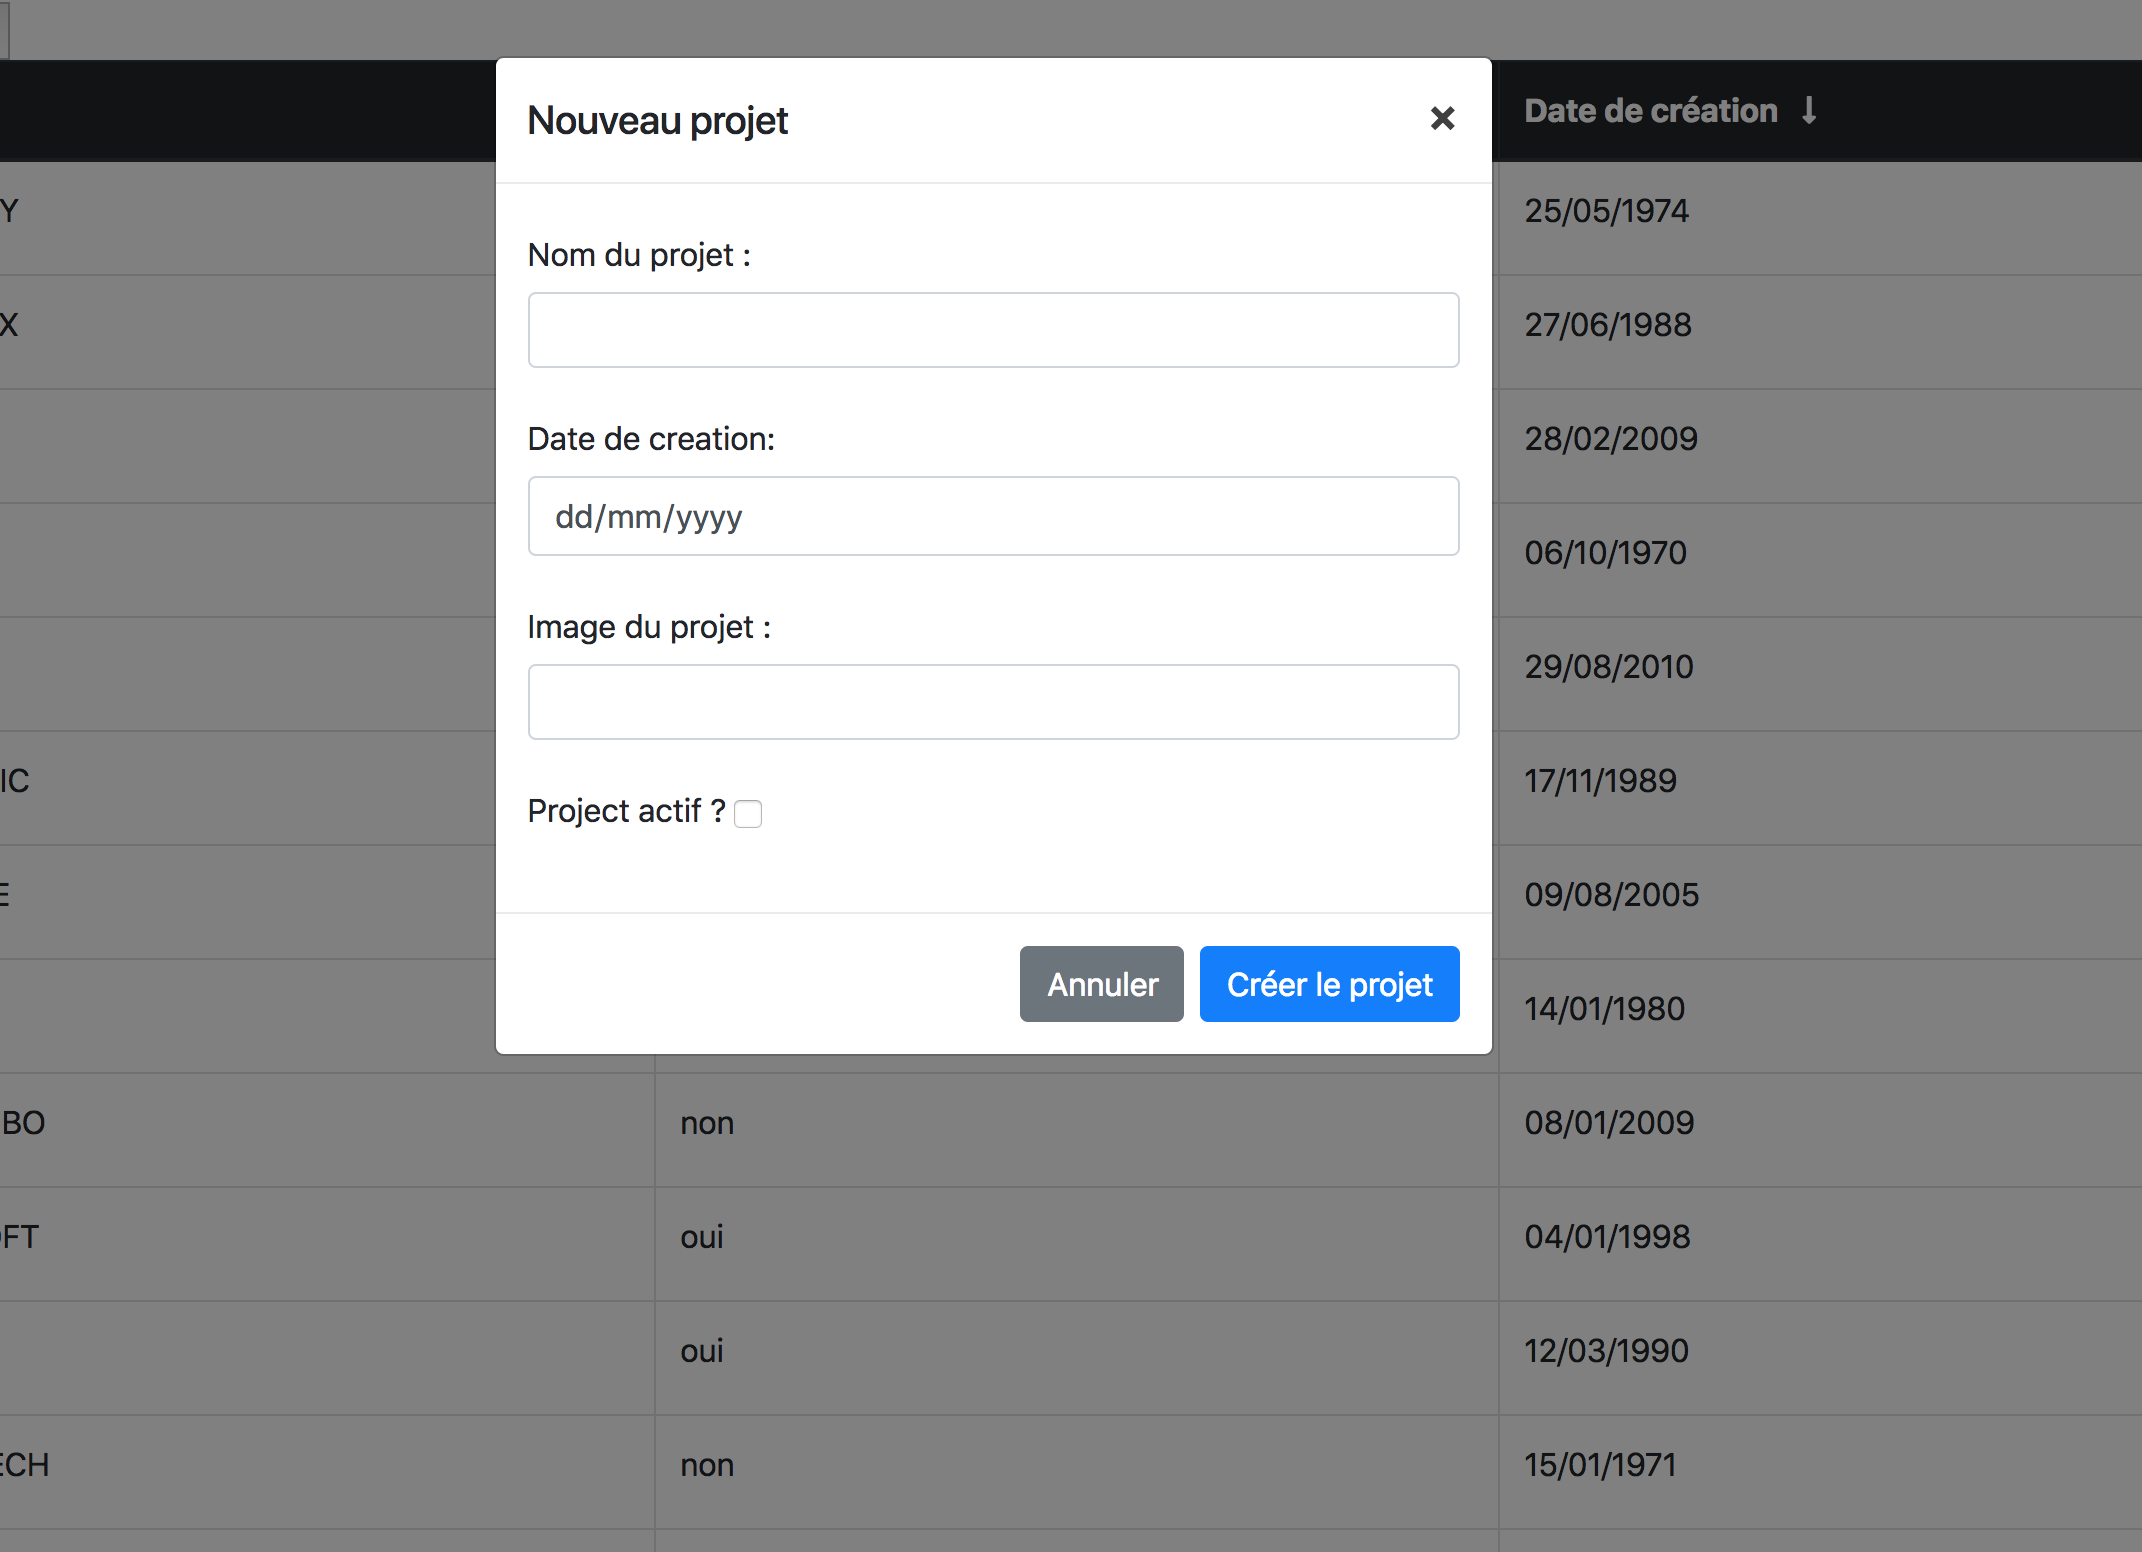 Nouveau projet
Date de création
Nom du projet :
Date de creation:
dd/mm/yyyy
Image du projet :
Project actif ?
Annuler Créer le projet
Y 25/05/1974
X 27/06/1988
28/02/2009
06/10/1970
29/08/2010
IC 17/11/1989
E 09/08/2005
14/01/1980
BO non 08/01/2009
FT oui 04/01/1998
oui 12/03/1990
ECH non 15/01/1971